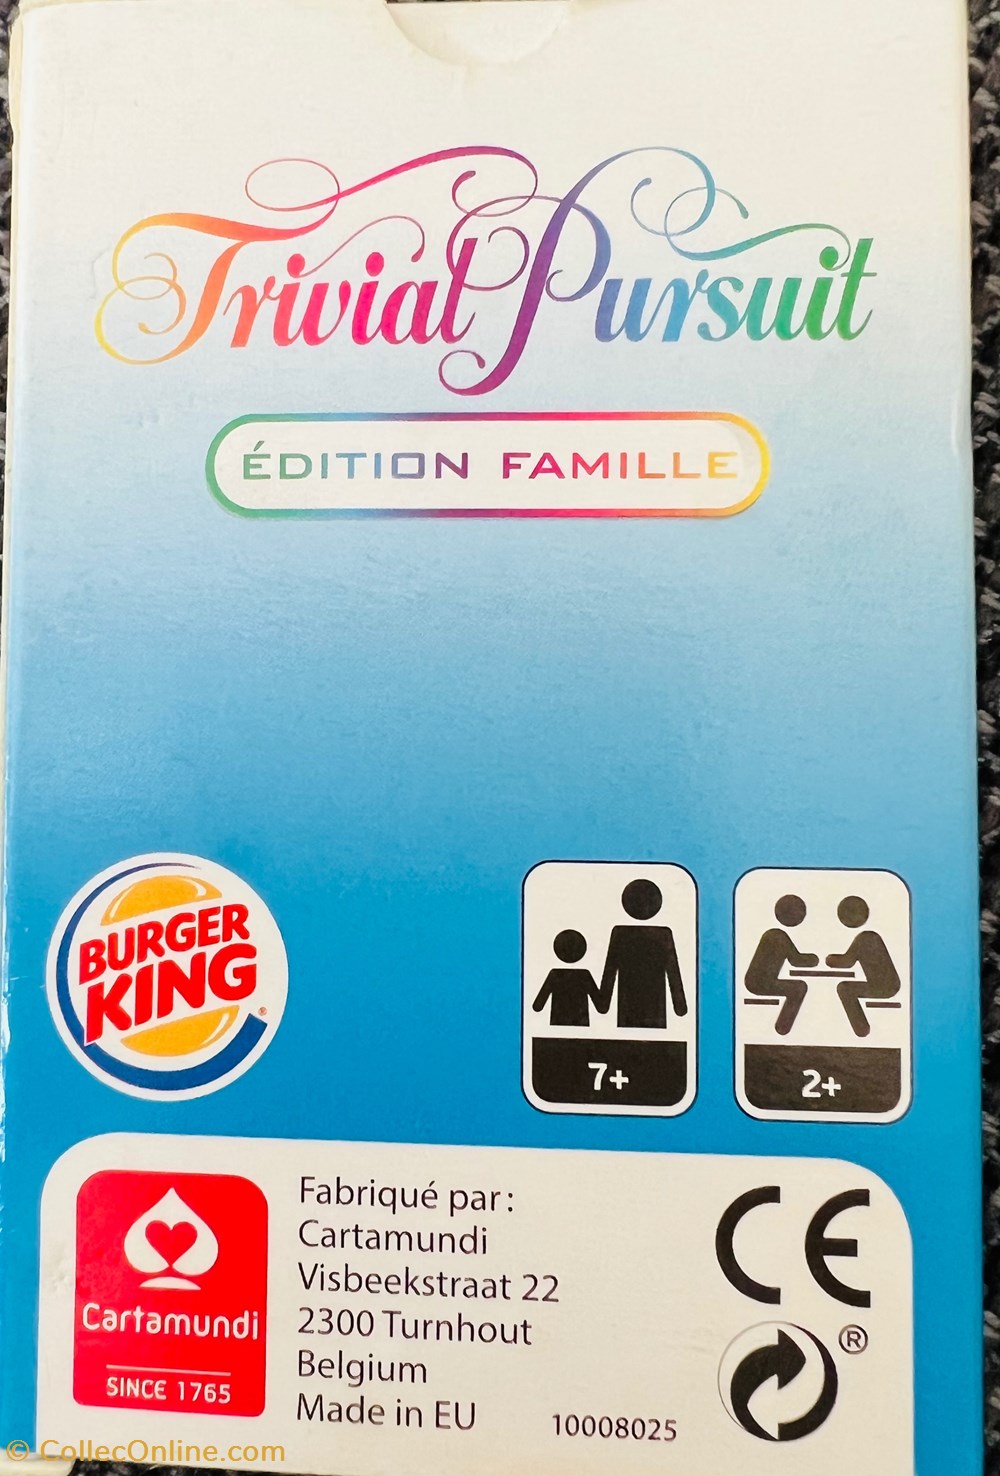 Trivial Pursuit
ÉDITION FAMILLE
BURGER
KING®
7+
2+
Cartamundi
SINCE 1765
Fabriqué par :
Cartamundi
Visbeekstraat 22
2300 Turnhout
Belgium
Made in EU
10008025
CE
®
© CollecOnline.com